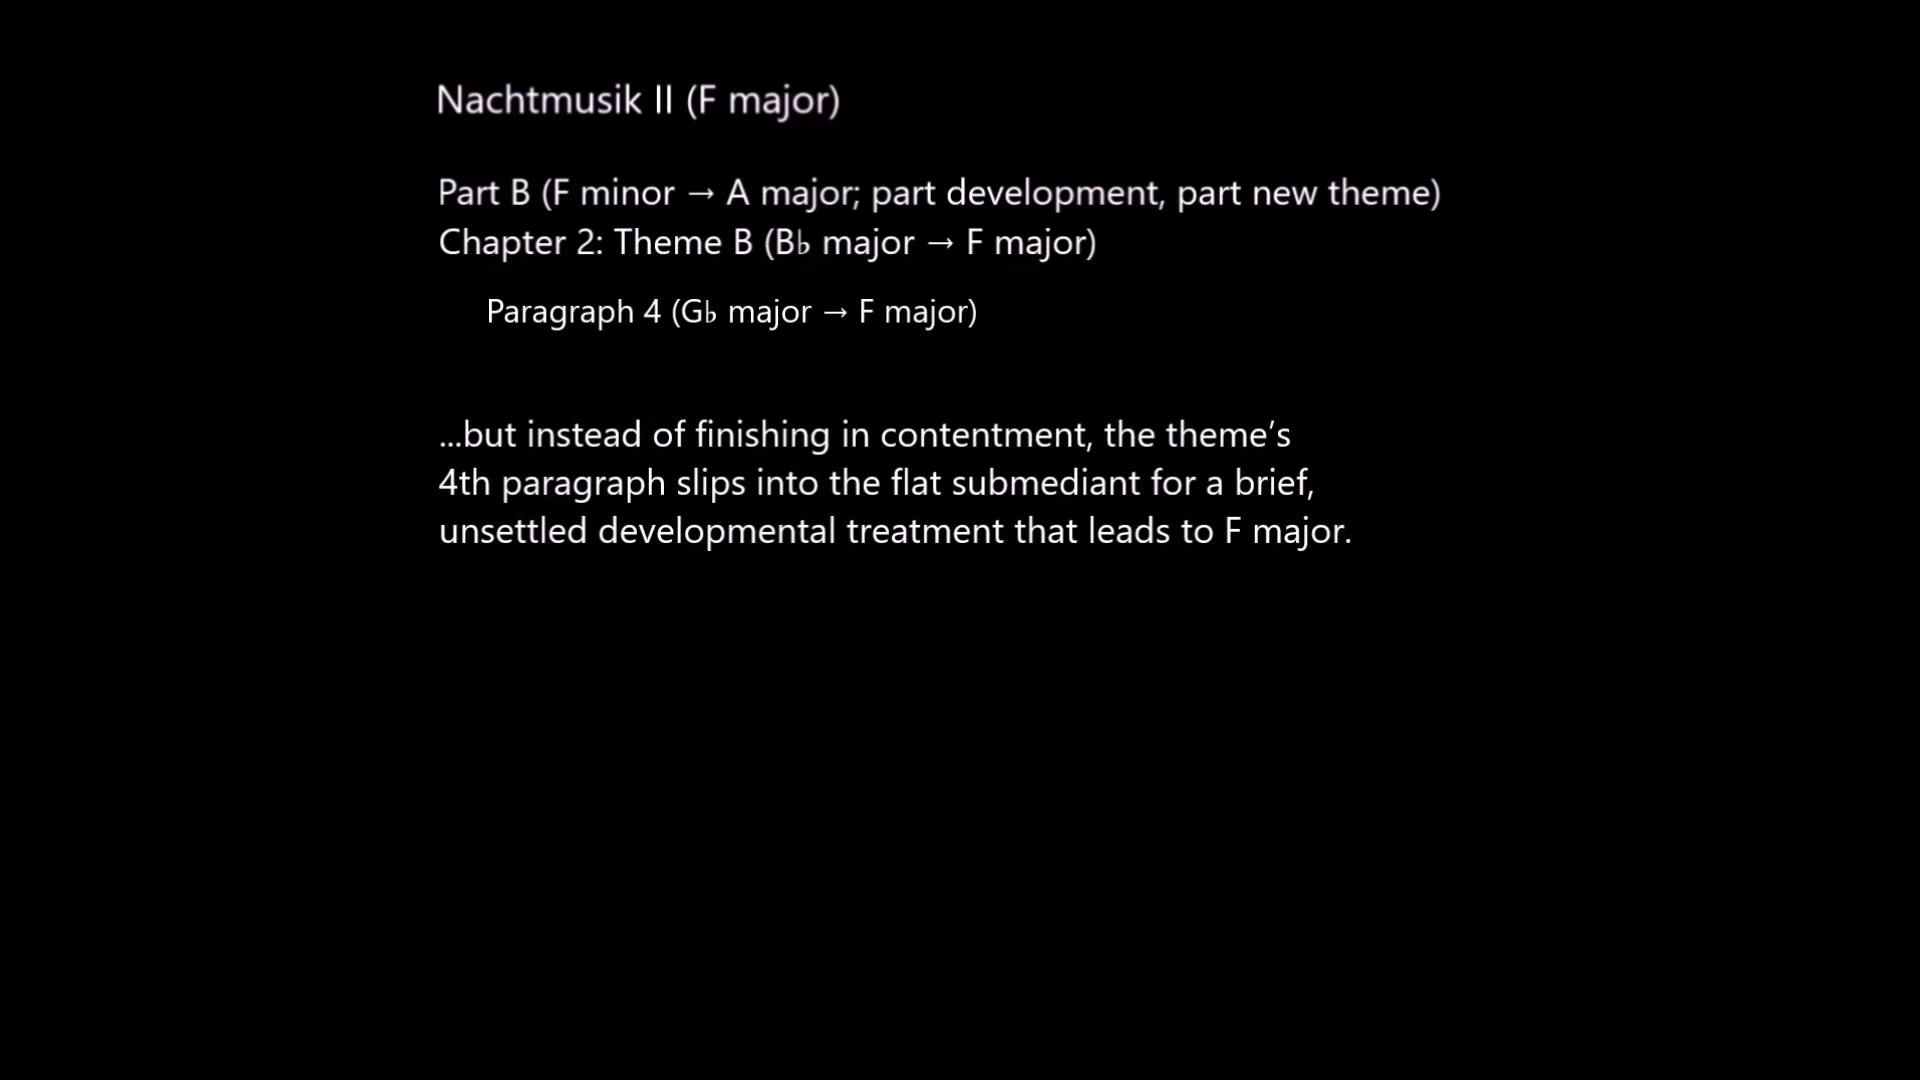 Nachtmusik II (F major)
Part B (F minor → A major; part development, part new theme)
Chapter 2: Theme B (B♭ major → F major)
Paragraph 4 (G♭ major → F major)
...but instead of finishing in contentment, the theme’s
4th paragraph slips into the flat submediant for a brief,
unsettled developmental treatment that leads to F major.